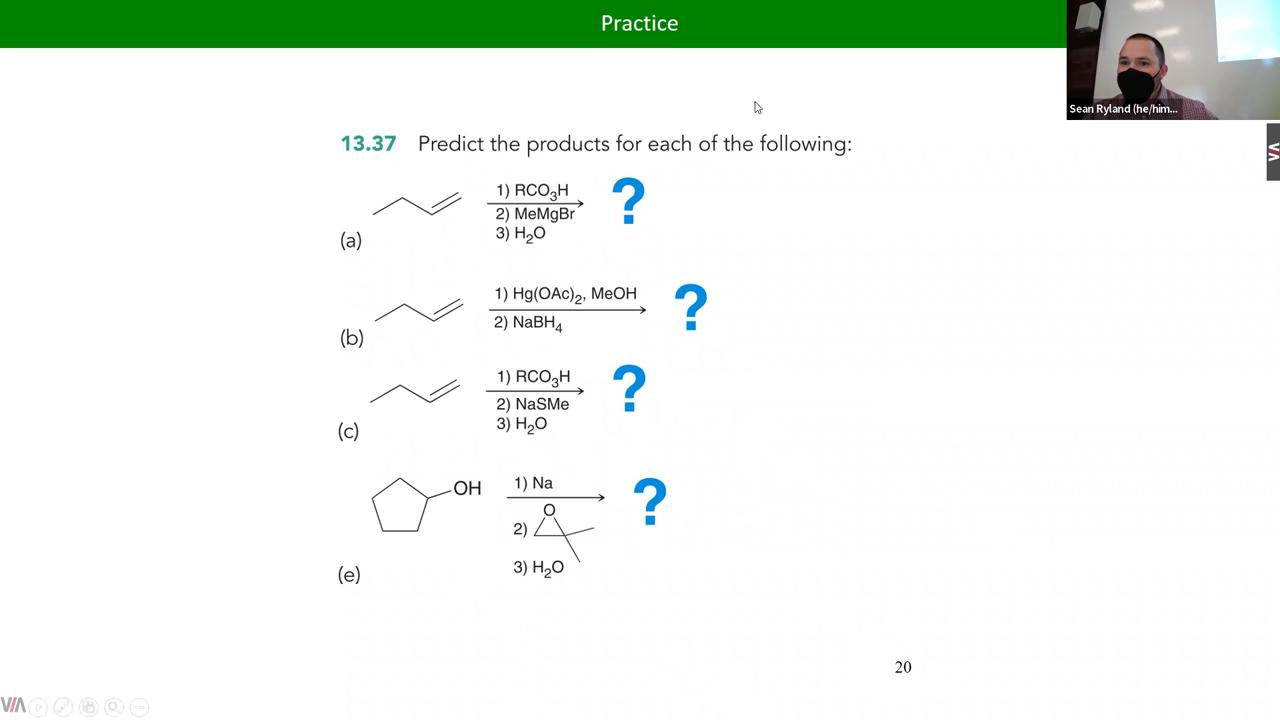 Practice
Sean Ryland (he/him...
13.37 Predict the products for each of the following:
(a)
1) RCO3H
2) MeMgBr
3) H2O
?
(b)
1) Hg(OAc)2, MeOH
2) NaBH4
?
(c)
1) RCO3H
2) NaSMe
3) H2O
?
(e)
OH
1) Na
2) O
3) H2O
?
20
VIA